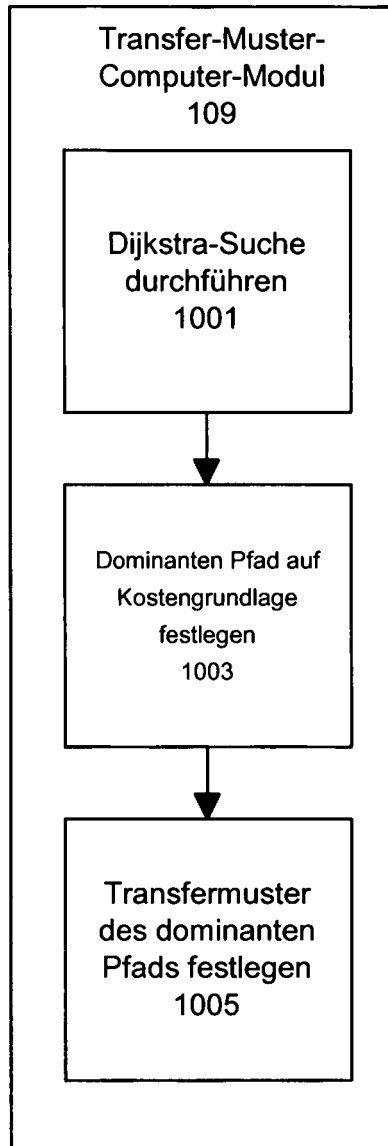 Transfer-Muster-
Computer-Modul
109
Dijkstra-Suche
durchführen
1001
Dominanten Pfad auf
Kostengrundlage
festlegen
1003
Transfermuster
des dominanten
Pfads festlegen
1005